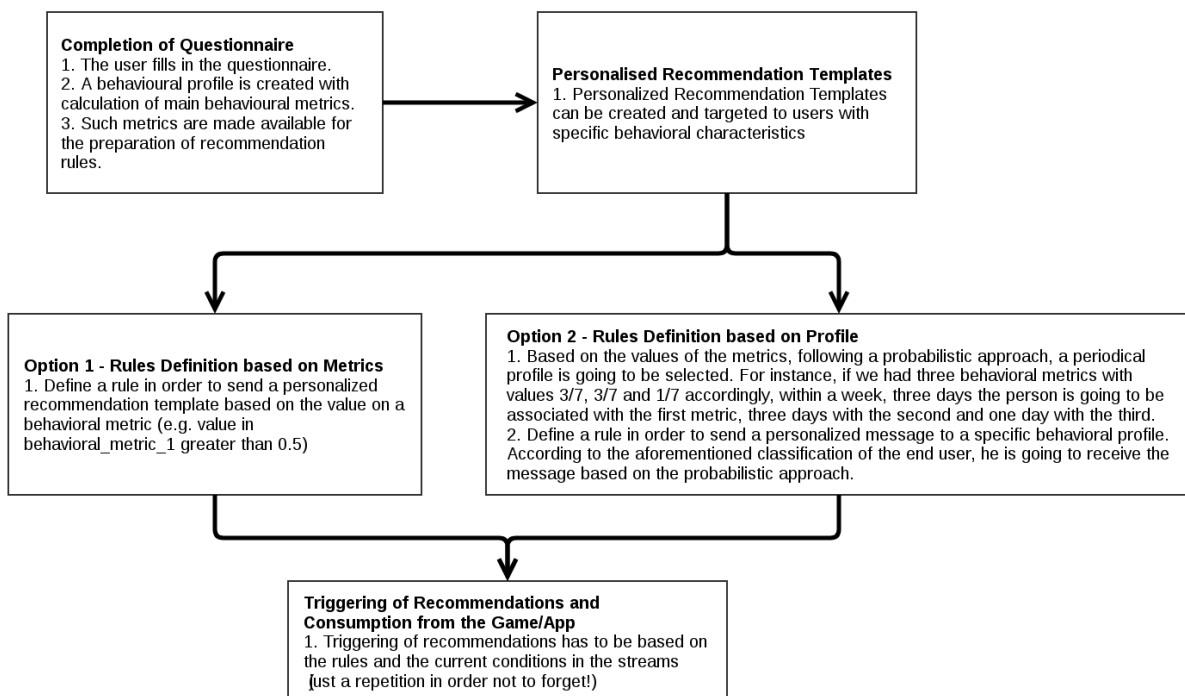 Completion of Questionnaire
1. The user fills in the questionnaire.
2. A behavioural profile is created with
calculation of main behavioural metrics.
3. Such metrics are made available for
the preparation of recommendation
rules.
Personalised Recommendation Templates
1. Personalized Recommendation Templates
can be created and targeted to users with
specific behavioral characteristics
Option 1 - Rules Definition based on Metrics
1. Define a rule in order to send a personalized
recommendation template based on the value on a
behavioral metric (e.g. value in
behavioral_metric_1 greater than 0.5)
Option 2 - Rules Definition based on Profile
1. Based on the values of the metrics, following a probabilistic approach, a periodical
profile is going to be selected. For instance, if we had three behavioral metrics with
values 3/7, 3/7 and 1/7 accordingly, within a week, three days the person is going to be
associated with the first metric, three days with the second and one day with the third.
2. Define a rule in order to send a personalized message to a specific behavioral profile.
According to the aforementioned classification of the end user, he is going to receive the
message based on the probabilistic approach.
Triggering of Recommendations and
Consumption from the Game/App
1. Triggering of recommendations has to be based on
the rules and the current conditions in the streams
(just a repetition in order not to forget!)